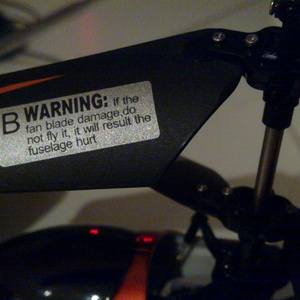 B WARNING: If the
fan blade damage,do
not fly it, it will result the
fuselage hurt